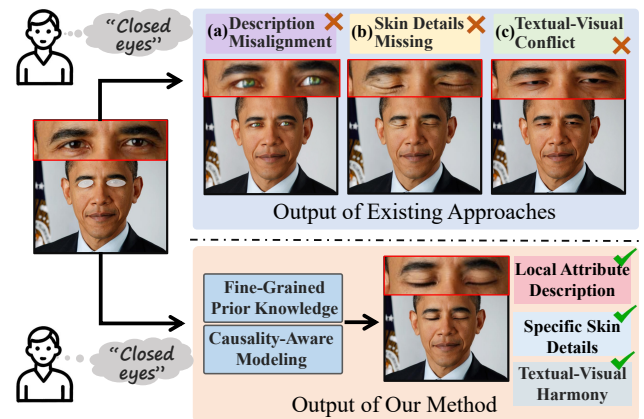 “Closed
eyes”
(a) Description
Misalignment
(b) Skin Details
Missing
(c) Textual-Visual
Conflict
Output of Existing Approaches
Fine-Grained
Prior Knowledge
Causality-Aware
Modeling
Local Attribute
Description
Specific Skin
Details
Textual-Visual
Harmony
“Closed
eyes”
Output of Our Method